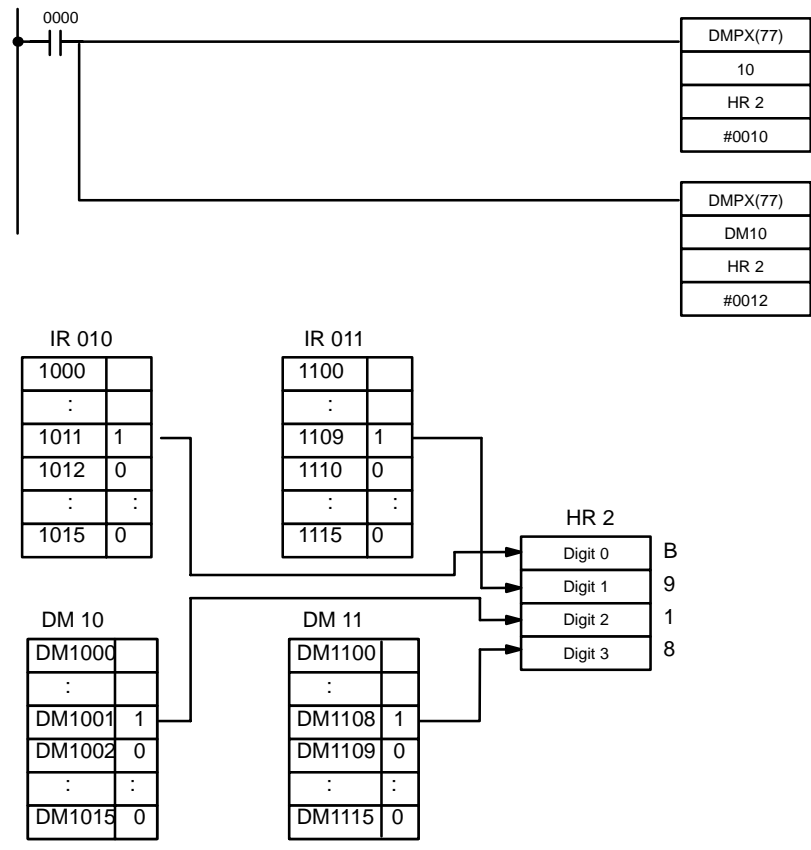 0000
DMPX(77)
10
HR 2
#0010
DMPX(77)
DM10
HR 2
#0012
IR 010
1000
:
1011 1
1012 0
: :
1015 0
IR 011
1100
:
1109 1
1110 0
: :
1115 0
HR 2
Digit 0 B
Digit 1 9
Digit 2 1
Digit 3 8
DM 10
DM1000
:
DM1001 1
DM1002 0
: :
DM1015 0
DM 11
DM1100
:
DM1108 1
DM1109 0
: :
DM1115 0